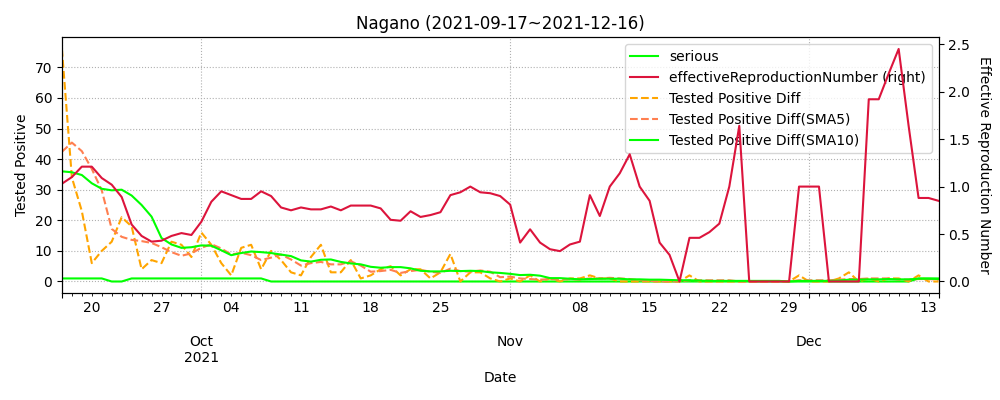 Nagano (2021-09-17~2021-12-16)
serious
effectiveReproductionNumber (right)
Tested Positive Diff
Tested Positive Diff(SMA5)
Tested Positive Diff(SMA10)
Tested Positive
70
60
50
40
30
20
10
0
2.5
2.0
1.5
1.0
0.5
0.0
Effective Reproduction Number
20 27 04 11 18 25 08 15 22 29 06 13
Oct Nov Dec
2021
Date